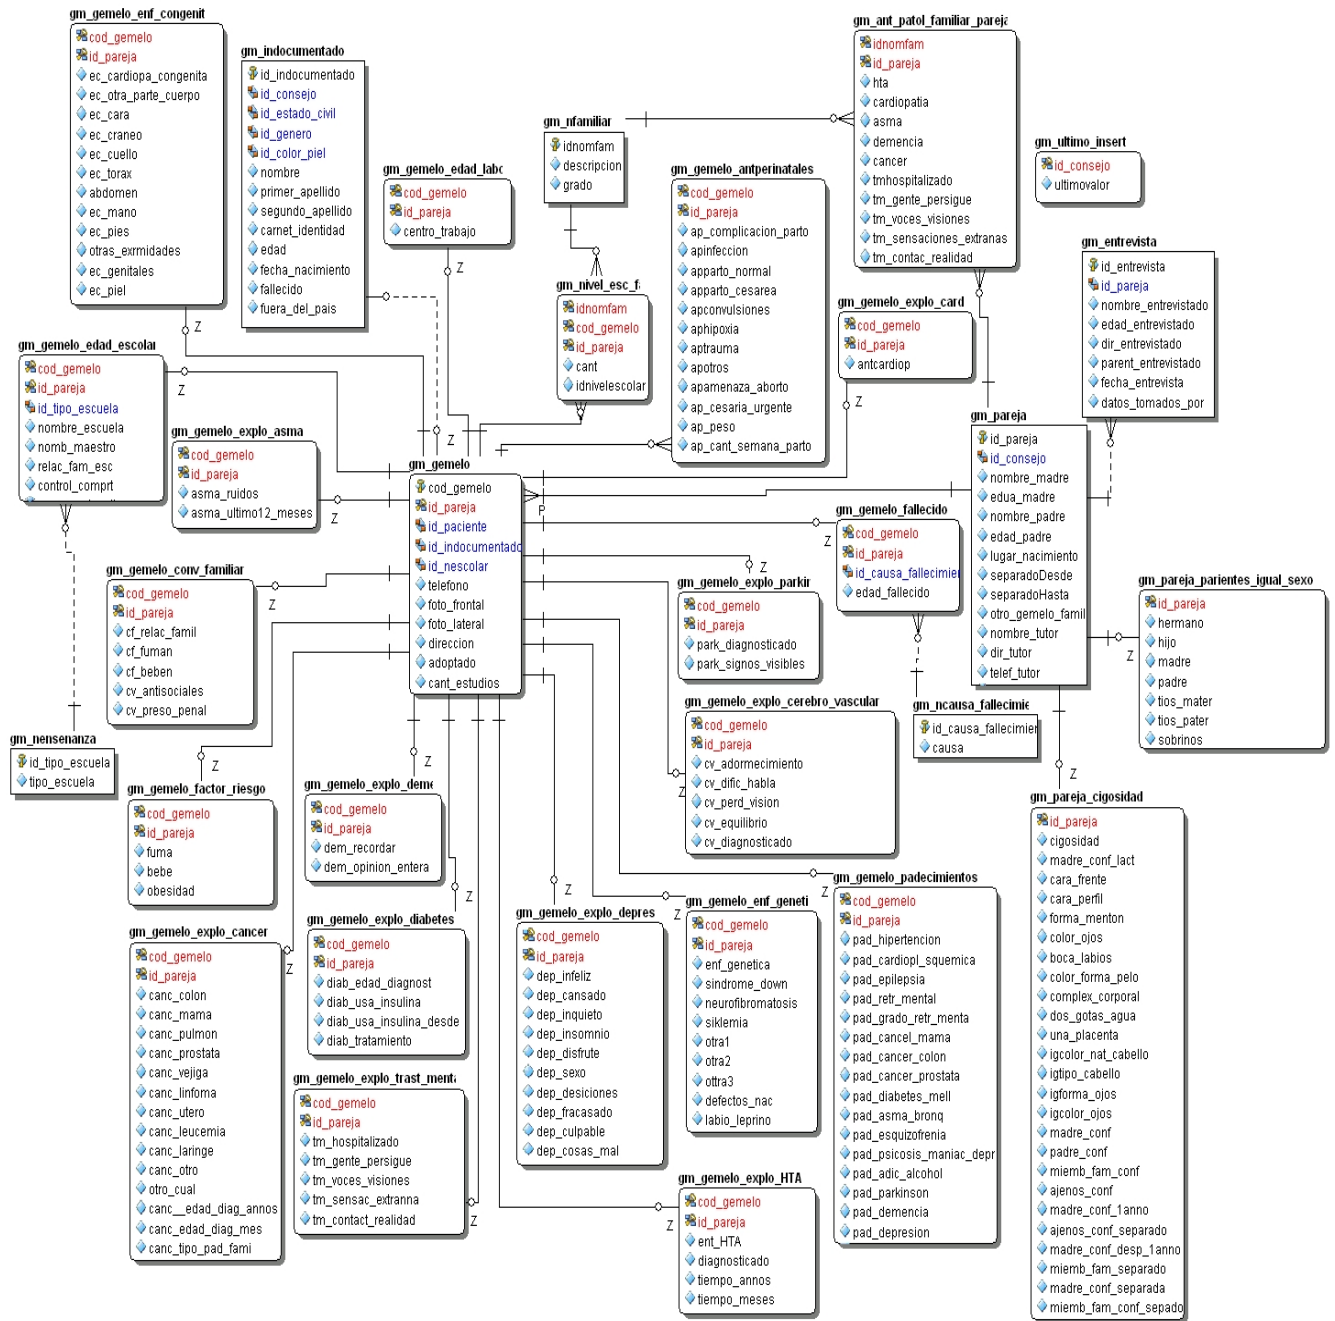 gm_gemelo_enf_congenit
cod_gemelo
id_pareja
ec_cardiopa_congenita
ec_otra_parte_cuerpo
ec_cara
ec_craneo
ec_cuello
ec_torax
abdomen
ec_mano
ec_pies
otras_exrmidades
ec_genitales
ec_piel
Z
gm_indocumentado
id_indocumentado
id_consejo
id_estado_civil
id_genero
id_color_piel
nombre
primer_apellido
segundo_apellido
carnet_identidad
edad
fecha_nacimiento
fallecido
fuera_del_pais
Z
gm_gemelo_edad_labo
cod_gemelo
id_pareja
centro_trabajo
Z
gm_nfamiliar
idnomfam
descripcion
grado
gm_nivel_esc_fa
idnomfam
cod_gemelo
id_pareja
cant
idnivelescolar
gm_gemelo_antperinatales
cod_gemelo
id_pareja
ap_complicacion_parto
apinfeccion
apparto_normal
apparto_cesarea
apconvulsiones
aphipoxia
aptrauma
apotros
apamenaza_aborto
ap_cesaria_urgente
ap_peso
ap_cant_semana_parto
gm_ant_patol_familiar_pareja
idnomfam
id_pareja
hta
cardiopatia
asma
demencia
cancer
tmhospitalizado
tm_gente_persigue
tm_voces_visiones
tm_sensaciones_extranas
tm_contac_realidad
gm_ultimo_insert
id_consejo
ultimovalor
gm_entrevista
id_entrevista
id_pareja
nombre_entrevistado
edad_entrevistado
dir_entrevistado
parent_entrevistado
fecha_entrevista
datos_tomados_por
gm_gemelo_explo_card
cod_gemelo
id_pareja
antcardiop
Z
gm_gemelo_edad_escolar
cod_gemelo
id_pareja
id_tipo_escuela
nombre_escuela
nomb_maestro
relac_fam_esc
control_comprt
Z
gm_gemelo_explo_asma
cod_gemelo
id_pareja
asma_ruidos
asma_ultimo12_meses
Z
gm_gemelo
cod_gemelo
id_pareja
id_paciente
id_indocumentado
id_nescolar
telefono
foto_frontal
foto_lateral
direccion
adoptado
cant_estudios
P
gm_pareja
id_pareja
id_consejo
nombre_madre
edua_madre
nombre_padre
edad_padre
lugar_nacimiento
separadoDesde
separadoHasta
otro_gemelo_famil
nombre_tutor
dir_tutor
telef_tutor
gm_gemelo_fallecido
cod_gemelo
id_pareja
id_causa_fallecimien
edad_fallecido
Z
gm_gemelo_conv_familiar
cod_gemelo
id_pareja
cf_relac_famil
cf_fuman
cf_beben
cv_antisociales
cv_preso_penal
Z
gm_gemelo_explo_parkin
cod_gemelo
id_pareja
park_diagnosticado
park_signos_visibles
Z
gm_pareja_parientes_igual_sexo
id_pareja
hermano
hijo
madre
padre
tios_mater
tios_pater
sobrinos
Z
gm_nensenanza
id_tipo_escuela
tipo_escuela
gm_ncausa_fallecimie
id_causa_fallecimien
causa
gm_gemelo_explo_cerebro_vascular
cod_gemelo
id_pareja
cv_adormecimiento
cv_dific_habla
cv_perd_vision
cv_equilibrio
cv_diagnosticado
Z
gm_gemelo_factor_riesgo
cod_gemelo
id_pareja
fuma
bebe
obesidad
Z
gm_gemelo_explo_deme
cod_gemelo
id_pareja
dem_recordar
dem_opinion_entera
Z
gm_pareja_cigosidad
id_pareja
cigosidad
madre_conf_lact
cara_frente
cara_perfil
forma_menton
color_ojos
boca_labios
color_forma_pelo
complex_corporal
dos_gotas_agua
una_placenta
igcolor_nat_cabello
igtipo_cabello
igforma_ojos
igcolor_ojos
madre_conf
padre_conf
miemb_fam_conf
ajenos_conf
madre_conf_1anno
ajenos_conf_separado
madre_conf_desp_1anno
miemb_fam_separado
madre_conf_separada
miemb_fam_conf_sepado
Z
gm_gemelo_explo_cancer
cod_gemelo
id_pareja
canc_colon
canc_mama
canc_pulmon
canc_prostata
canc_vejiga
canc_linfoma
canc_utero
canc_leucemia
canc_laringe
canc_otro
otro_cual
canc__edad_diag_annos
canc_edad_diag_mes
canc_tipo_pad_fami
Z
gm_gemelo_explo_diabetes
cod_gemelo
id_pareja
diab_edad_diagnost
diab_usa_insulina
diab_usa_insulina_desde
diab_tratamiento
Z
gm_gemelo_explo_trast_menta
cod_gemelo
id_pareja
tm_hospitalizado
tm_gente_persigue
tm_voces_visiones
tm_sensac_extranna
tm_contact_realidad
Z
gm_gemelo_explo_depres
cod_gemelo
id_pareja
dep_infeliz
dep_cansado
dep_inquieto
dep_insomnio
dep_disfrute
dep_sexo
dep_desiciones
dep_fracasado
dep_culpable
dep_cosas_mal
Z
gm_gemelo_enf_geneti
cod_gemelo
id_pareja
enf_genetica
sindrome_down
neurofibromatosis
siklemia
otra1
otra2
ottra3
defectos_nac
labio_leprino
Z
gm_gemelo_padecimientos
cod_gemelo
id_pareja
pad_hipertencion
pad_cardiopl_squemica
pad_epilepsia
pad_retr_mental
pad_grado_retr_menta
pad_cancel_mama
pad_cancer_colon
pad_cancer_prostata
pad_diabetes_mell
pad_asma_bronq
pad_esquizofrenia
pad_psicosis_maniac_depr
pad_adic_alcohol
pad_parkinson
pad_demencia
pad_depresion
Z
gm_gemelo_explo_HTA
cod_gemelo
id_pareja
ent_HTA
diagnosticado
tiempo_annos
tiempo_meses
Z